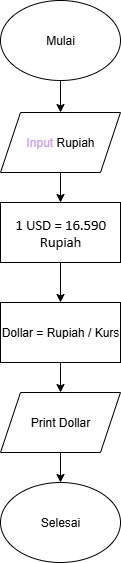 Mulai
Input Rupiah
1 USD = 16.590
Rupiah
Dollar = Rupiah / Kurs
Print Dollar
Selesai